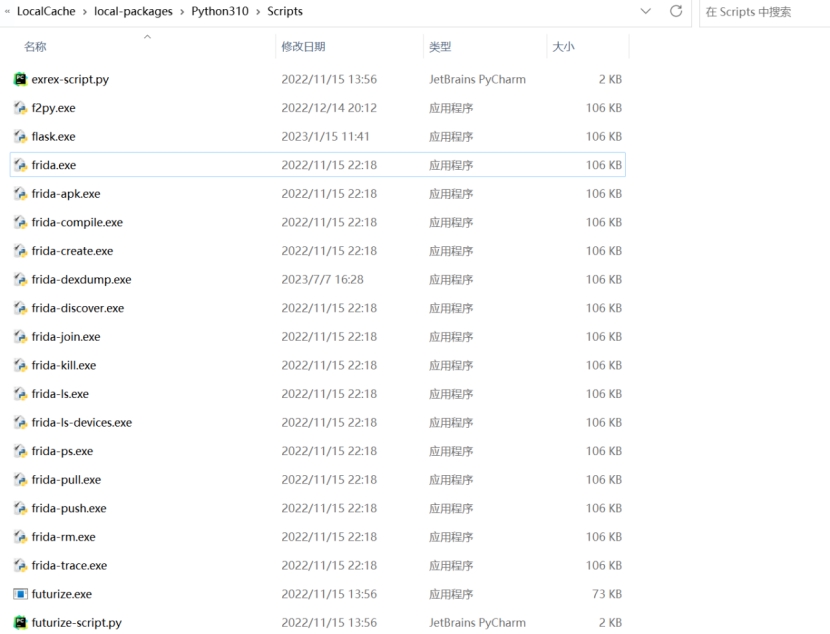 « LocalCache > local-packages > Python310 > Scripts 在 Scripts 中搜索
名称 修改日期 类型 大小
exrex-script.py 2022/11/15 13:56 JetBrains PyCharm 2 KB
f2py.exe 2022/12/14 20:12 应用程序 106 KB
flask.exe 2023/1/15 11:41 应用程序 106 KB
frida.exe 2022/11/15 22:18 应用程序 106 KB
frida-apk.exe 2022/11/15 22:18 应用程序 106 KB
frida-compile.exe 2022/11/15 22:18 应用程序 106 KB
frida-create.exe 2022/11/15 22:18 应用程序 106 KB
frida-dexdump.exe 2023/7/7 16:28 应用程序 106 KB
frida-discover.exe 2022/11/15 22:18 应用程序 106 KB
frida-join.exe 2022/11/15 22:18 应用程序 106 KB
frida-kill.exe 2022/11/15 22:18 应用程序 106 KB
frida-ls.exe 2022/11/15 22:18 应用程序 106 KB
frida-ls-devices.exe 2022/11/15 22:18 应用程序 106 KB
frida-ps.exe 2022/11/15 22:18 应用程序 106 KB
frida-pull.exe 2022/11/15 22:18 应用程序 106 KB
frida-push.exe 2022/11/15 22:18 应用程序 106 KB
frida-rm.exe 2022/11/15 22:18 应用程序 106 KB
frida-trace.exe 2022/11/15 22:18 应用程序 106 KB
futurize.exe 2022/11/15 13:56 应用程序 73 KB
futurize-script.py 2022/11/15 13:56 JetBrains PyCharm 2 KB